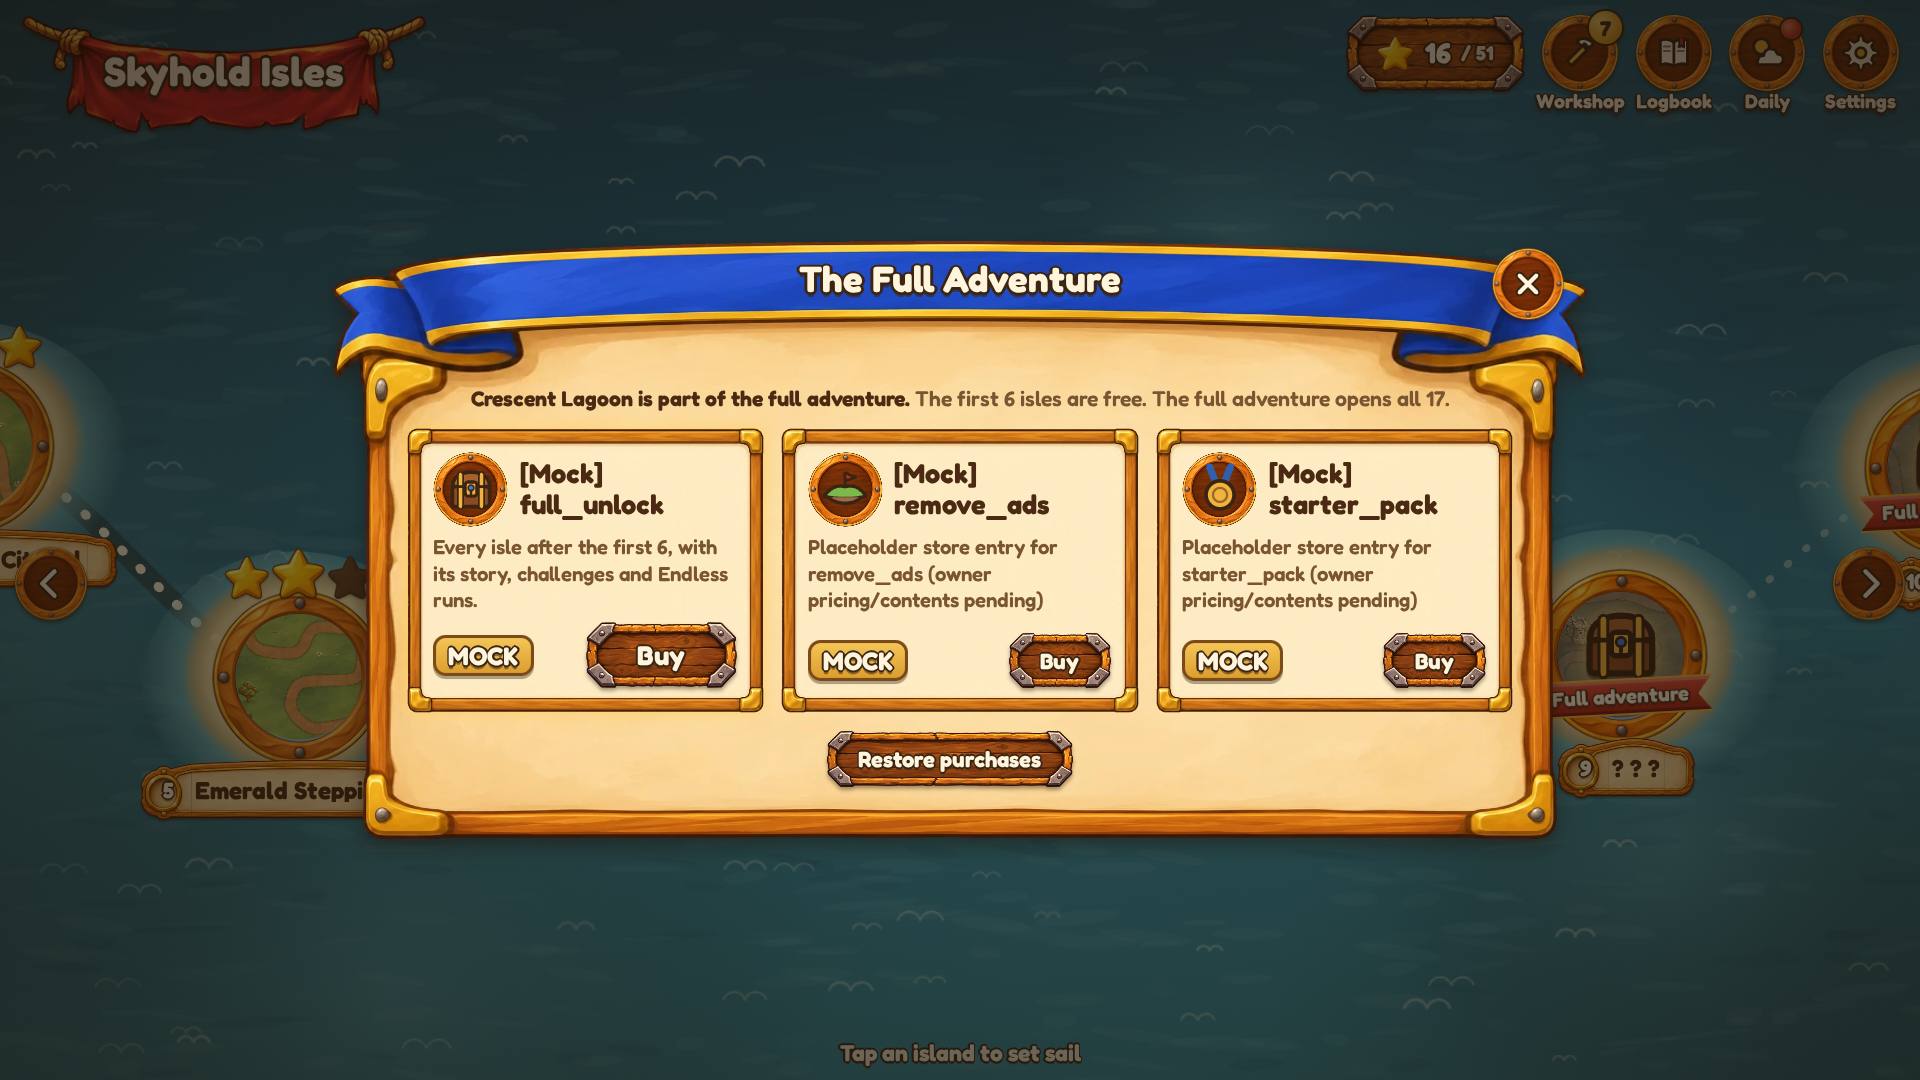 Skyhold Isles
16 / 51
7
Workshop
Logbook
Daily
Settings
The Full Adventure
Crescent Lagoon is part of the full adventure. The first 6 isles are free. The full adventure opens all 17.
[Mock]
full_unlock
Every isle after the first 6, with
its story, challenges and Endless
runs.
MOCK
Buy
[Mock]
remove_ads
Placeholder store entry for
remove_ads (owner
pricing/contents pending)
MOCK
Buy
[Mock]
starter_pack
Placeholder store entry for
starter_pack (owner
pricing/contents pending)
MOCK
Buy
Restore purchases
5 Emerald Steppi
Full adventure
9 ? ? ?
Full
10
Tap an island to set sail